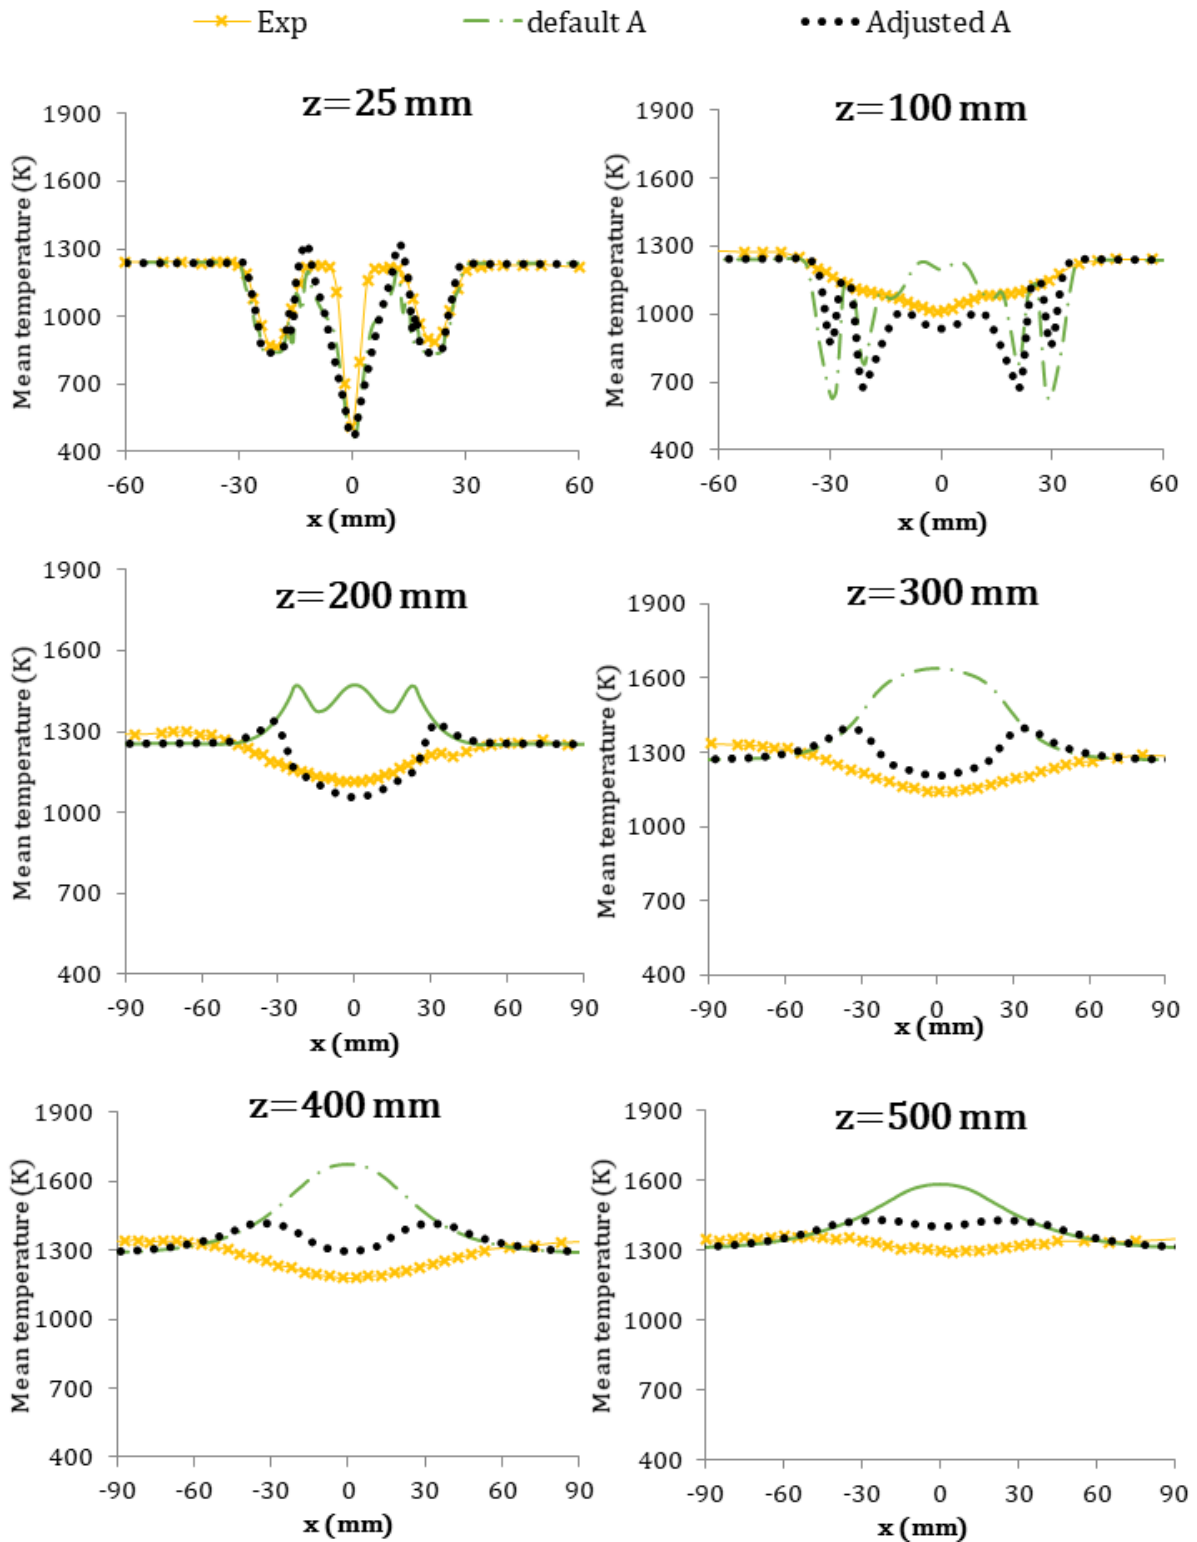 Exp default A Adjusted A
z=25 mm
1900
1600
1300
1000
700
400
Mean temperature (K)
-60 -30 0 30 60
x (mm)
z=100 mm
1900
1600
1300
1000
700
400
Mean temperature (K)
-60 -30 0 30 60
x (mm)
z=200 mm
1900
1600
1300
1000
700
400
Mean temperature (K)
-90 -60 -30 0 30 60 90
x (mm)
z=300 mm
1900
1600
1300
1000
700
400
Mean temperature (K)
-90 -60 -30 0 30 60 90
x (mm)
z=400 mm
1900
1600
1300
1000
700
400
Mean temperature (K)
-90 -60 -30 0 30 60 90
x (mm)
z=500 mm
1900
1600
1300
1000
700
400
Mean temperature (K)
-90 -60 -30 0 30 60 90
x (mm)